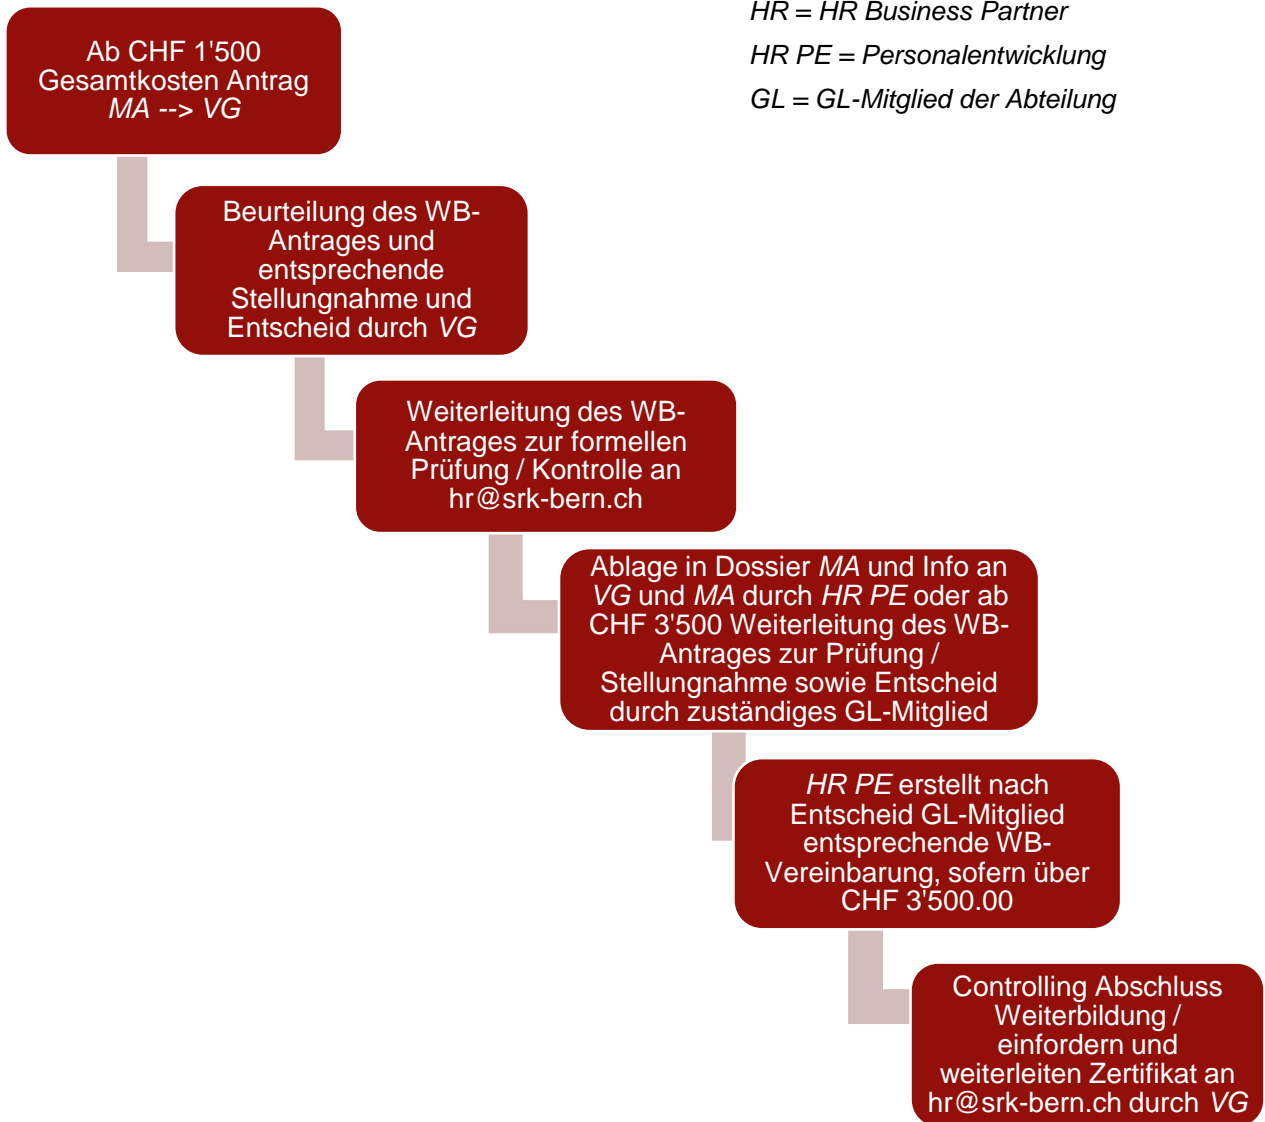 HR = HR Business Partner
HR PE = Personalentwicklung
GL = GL-Mitglied der Abteilung
Ab CHF 1'500
Gesamtkosten Antrag
MA --> VG
Beurteilung des WB-
Antrages und
entsprechende
Stellungnahme und
Entscheid durch VG
Weiterleitung des WB-
Antrages zur formellen
Prüfung / Kontrolle an
hr@srk-bern.ch
Ablage in Dossier MA und Info an
VG und MA durch HR PE oder ab
CHF 3'500 Weiterleitung des WB-
Antrages zur Prüfung /
Stellungnahme sowie Entscheid
durch zuständiges GL-Mitglied
HR PE erstellt nach
Entscheid GL-Mitglied
entsprechende WB-
Vereinbarung, sofern über
CHF 3'500.00
Controlling Abschluss
Weiterbildung /
einfordern und
weiterleiten Zertifikat an
hr@srk-bern.ch durch VG